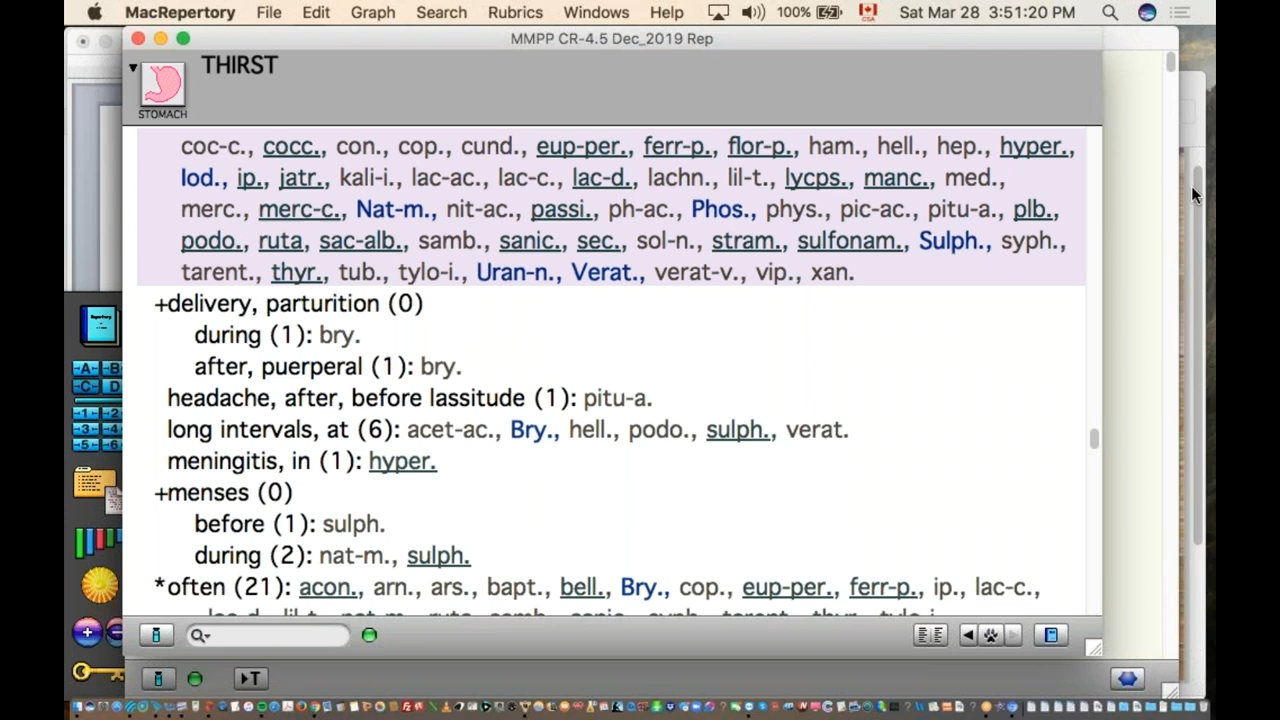 MacRepertory File Edit Graph Search Rubrics Windows Help 100% Sat Mar 28 3:51:20 PM
MMPP CR-4.5 Dec_2019 Rep
THIRST
STOMACH
coc-c., cocc., con., cop., cund., eup-per., ferr-p., flor-p., ham., hell., hep., hyper.,
Iod., ip., jatr., kali-i., lac-ac., lac-c., lac-d., lachn., lil-t., lycps., manc., med.,
merc., merc-c., Nat-m., nit-ac., passi., ph-ac., Phos., phys., pic-ac., pitu-a., plb.,
podo., ruta, sac-alb., samb., sanic., sec., sol-n., stram., sulfonam., Sulph., syph.,
tarent., thyr., tub., tylo-i., Uran-n., Verat., verat-v., vip., xan.
+delivery, parturition (0)
during (1): bry.
after, puerperal (1): bry.
headache, after, before lassitude (1): pitu-a.
long intervals, at (6): acet-ac., Bry., hell., podo., sulph., verat.
meningitis, in (1): hyper.
+menses (0)
before (1): sulph.
during (2): nat-m., sulph.
*often (21): acon., arn., ars., bapt., bell., Bry., cop., eup-per., ferr-p., ip., lac-c.,
T